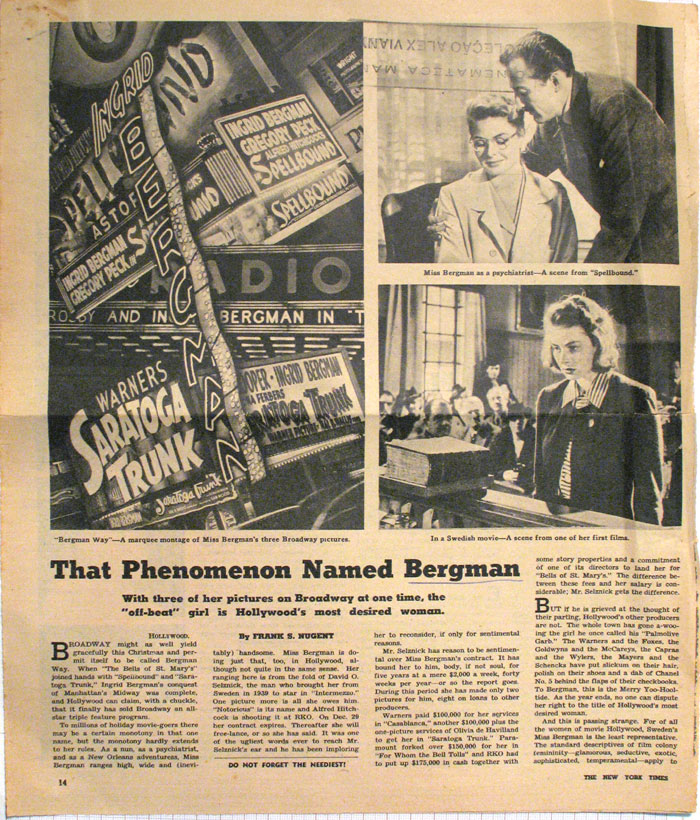 COLEÇÃO ALEX VIANY
CINEMATECA MAM
INGRID
BERGMAN
INGRID BERGMAN
GREGORY PECK
SPELLBOUND
SPELLBOUND
ASTOR
INGRID BERGMAN
GREGORY PECK IN
RADIO
AND IN
BERGMAN IN
WARNERS
SARATOGA
TRUNK
Saratoga Trunk
OPER - INGRID BERGMAN
SARATOGA TRUNK
Miss Bergman as a psychiatrist—A scene from "Spellbound."
"Bergman Way"—A marquee montage of Miss Bergman's three Broadway pictures.
In a Swedish movie—A scene from one of her first films.
That Phenomenon Named Bergman
With three of her pictures on Broadway at one time, the
"off-beat" girl is Hollywood's most desired woman.
HOLLYWOOD.
BROADWAY might as well yield
gracefully this Christmas and per-
mit itself to be called Bergman
Way. When "The Bells of St. Mary's"
joined hands with "Spellbound" and "Sara-
toga Trunk," Ingrid Bergman's conquest
of Manhattan's Midway was complete,
and Hollywood can claim, with a chuckle,
that it finally has sold Broadway an all-
star triple feature program.
To millions of holiday movie-goers there
may be a certain monotony in that one
name, but the monotony hardly extends
to her roles. As a nun, as a psychiatrist,
and as a New Orleans adventuress, Miss
Bergman ranges high, wide and (inevi-
By FRANK S. NUGENT
tably) handsome. Miss Bergman is do-
ing just that, too, in Hollywood, al-
though not quite in the same sense. Her
ranging here is from the fold of David O.
Selznick, the man who brought her from
Sweden in 1939 to star in "Intermezzo."
One picture more is all she owes him.
"Notorious" is its name and Alfred Hitch-
cock is shooting it at RKO. On Dec. 29
her contract expires. Thereafter she will
free-lance, or so she has said. It was one
of the ugliest words ever to reach Mr.
Selznick's ear and he has been imploring
DO NOT FORGET THE NEEDIEST!
her to reconsider, if only for sentimental
reasons.
Mr. Selznick has reason to be sentimen-
tal over Miss Bergman's contract. It has
bound her to him, body, if not soul, for
five years at a mere $2,000 a week, forty
weeks per year—or so the report goes.
During this period she has made only two
pictures for him, eight on loans to other
producers.
Warners paid $100,000 for her services
in "Casablanca," another $100,000 plus the
one-picture services of Olivia de Havilland
to get her in "Saratoga Trunk." Para-
mount forked over $150,000 for her in
"For Whom the Bell Tolls" and RKO had
to put up $175,000 in cash together with
some story properties and a commitment
of one of its directors to land her for
"Bells of St. Mary's." The difference be-
tween these fees and her salary is con-
siderable; Mr. Selznick gets the difference.
BUT if he is grieved at the thought of
their parting, Hollywood's other producers
are not. The whole town has gone a-woo-
ing the girl he once called his "Palmolive
Garb." The Warners and the Foxes, the
Goldwyns and the McCareys, the Capras
and the Wylers, the Mayers and the
Schencks have put slickum on their hair,
polish on their shoes and a dab of Chanel
No. 5 behind the flaps of their checkbooks.
To Bergman, this is the Merry Yoo-Hool-
tide. As the year ends, no one can dispute
her right to the title of Hollywood's most
desired woman.
And this is passing strange. For of all
the women of movie Hollywood, Sweden's
Miss Bergman is the least representative.
The standard descriptives of film colony
femininity—glamorous, seductive, exotic,
sophisticated, temperamental—apply to
14
THE NEW YORK TIMES